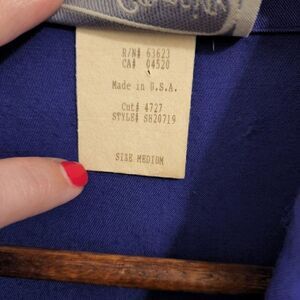 R/N# 63623
CA# 04520
Made in U.S.A.
Cut# 4727
STYLE# S820719
SIZE MEDIUM